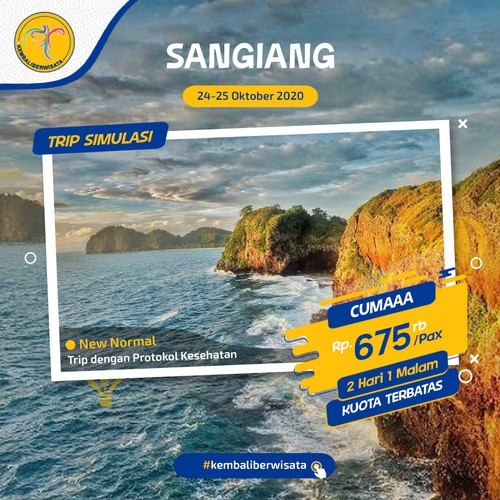 KEMBALIBERWISATA
SANGIANG
24-25 Oktober 2020
TRIP SIMULASI
New Normal
Trip dengan Protokol Kesehatan
CUMAAA
Rp. 675 rb /Pax
2 Hari 1 Malam
KUOTA TERBATAS
#kembaliberwisata